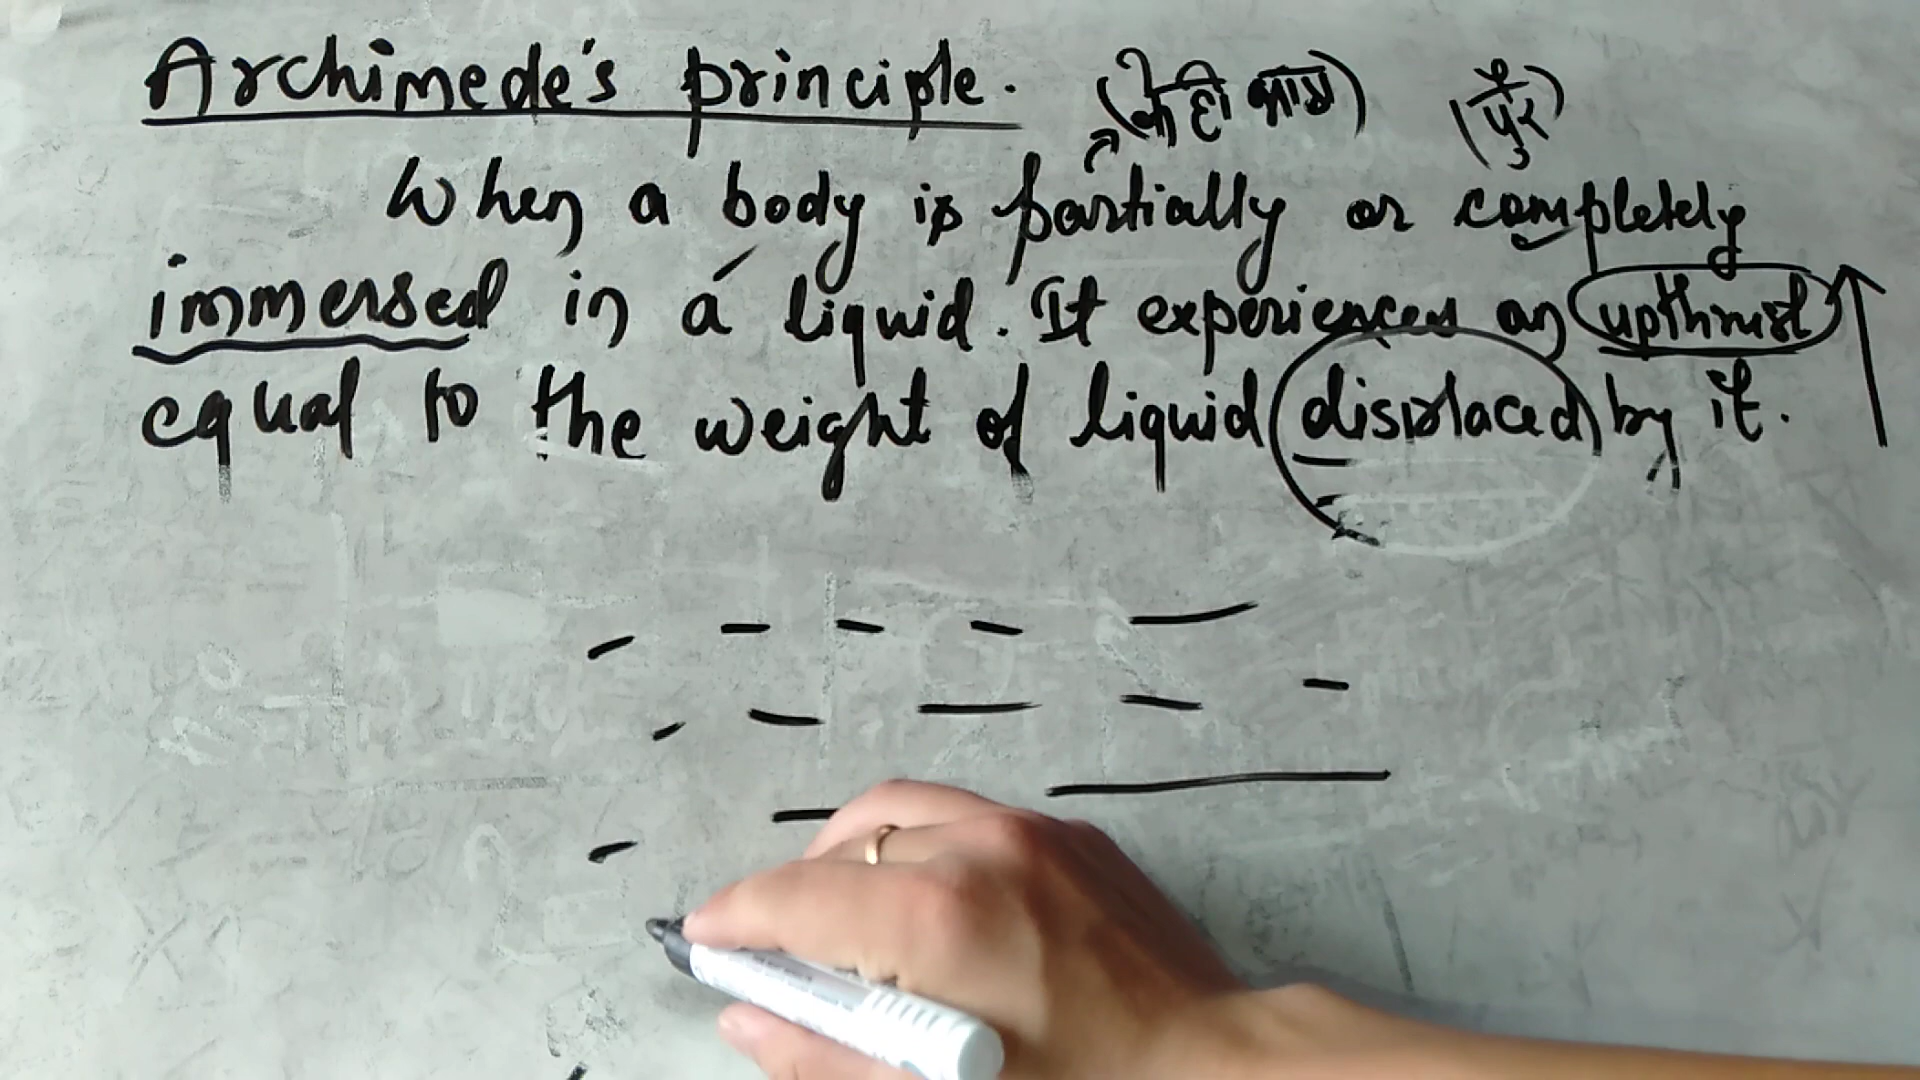 Archimede's principle. (पुरे)
When a body is partially or completely
immersed in a liquid. It experiences an upthrust
equal to the weight of liquid displaced by it.